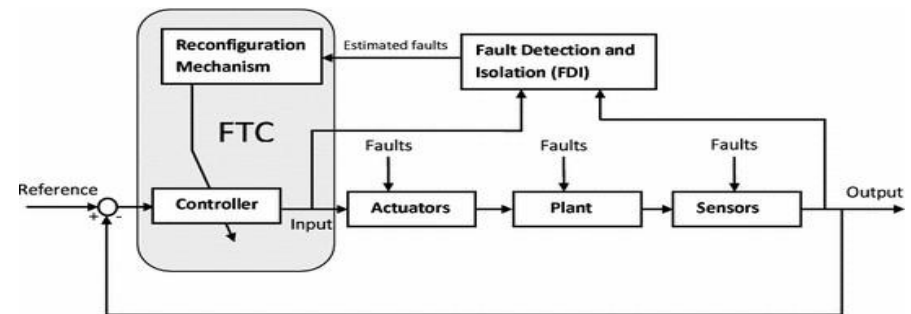 Reconfiguration
Mechanism
Estimated faults
Fault Detection and
Isolation (FDI)
FTC
Faults
Faults
Faults
Reference
+
-
Controller
Input
Actuators
Plant
Sensors
Output